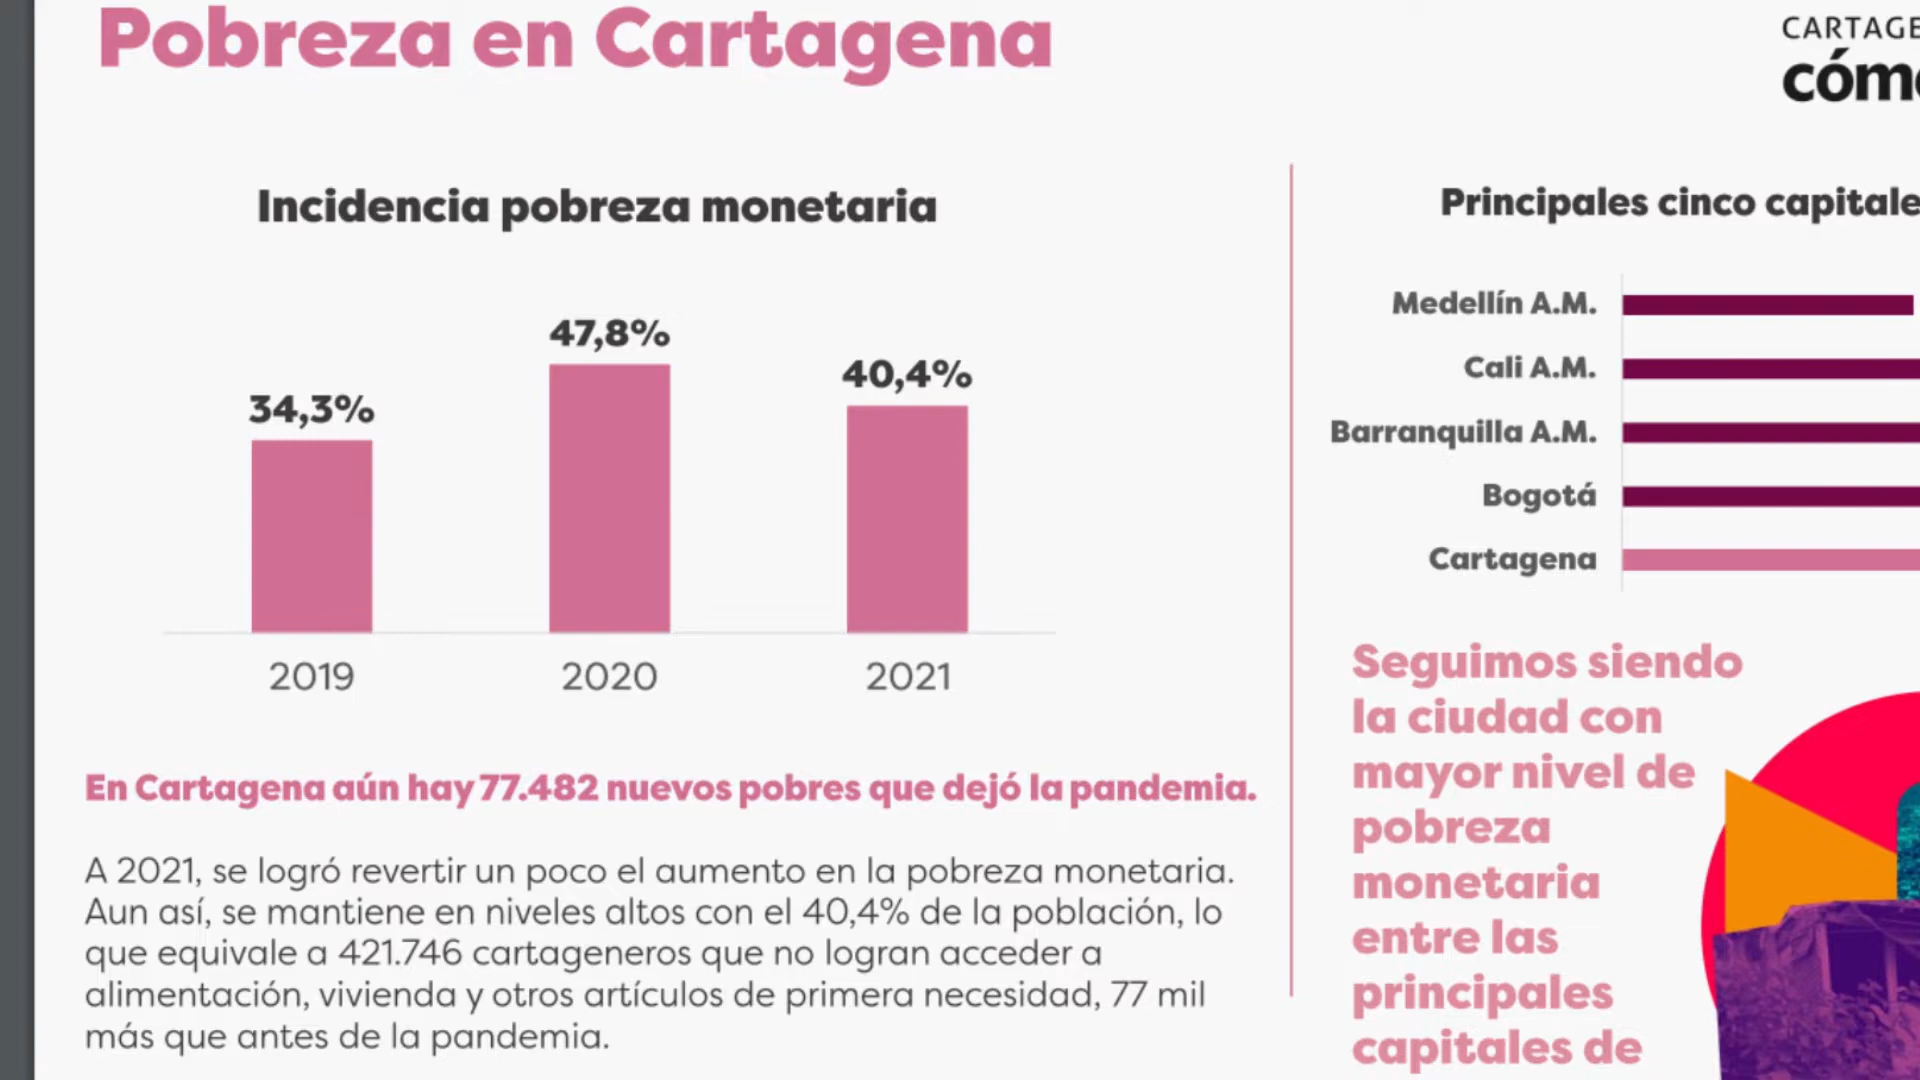 Pobreza en Cartagena
CARTAGE
cóm
Incidencia pobreza monetaria
34,3%
47,8%
40,4%
2019
2020
2021
En Cartagena aún hay 77.482 nuevos pobres que dejó la pandemia.
A 2021, se logró revertir un poco el aumento en la pobreza monetaria.
Aun así, se mantiene en niveles altos con el 40,4% de la población, lo
que equivale a 421.746 cartageneros que no logran acceder a
alimentación, vivienda y otros artículos de primera necesidad, 77 mil
más que antes de la pandemia.
Principales cinco capitale
Medellín A.M.
Cali A.M.
Barranquilla A.M.
Bogotá
Cartagena
Seguimos siendo
la ciudad con
mayor nivel de
pobreza
monetaria
entre las
principales
capitales de